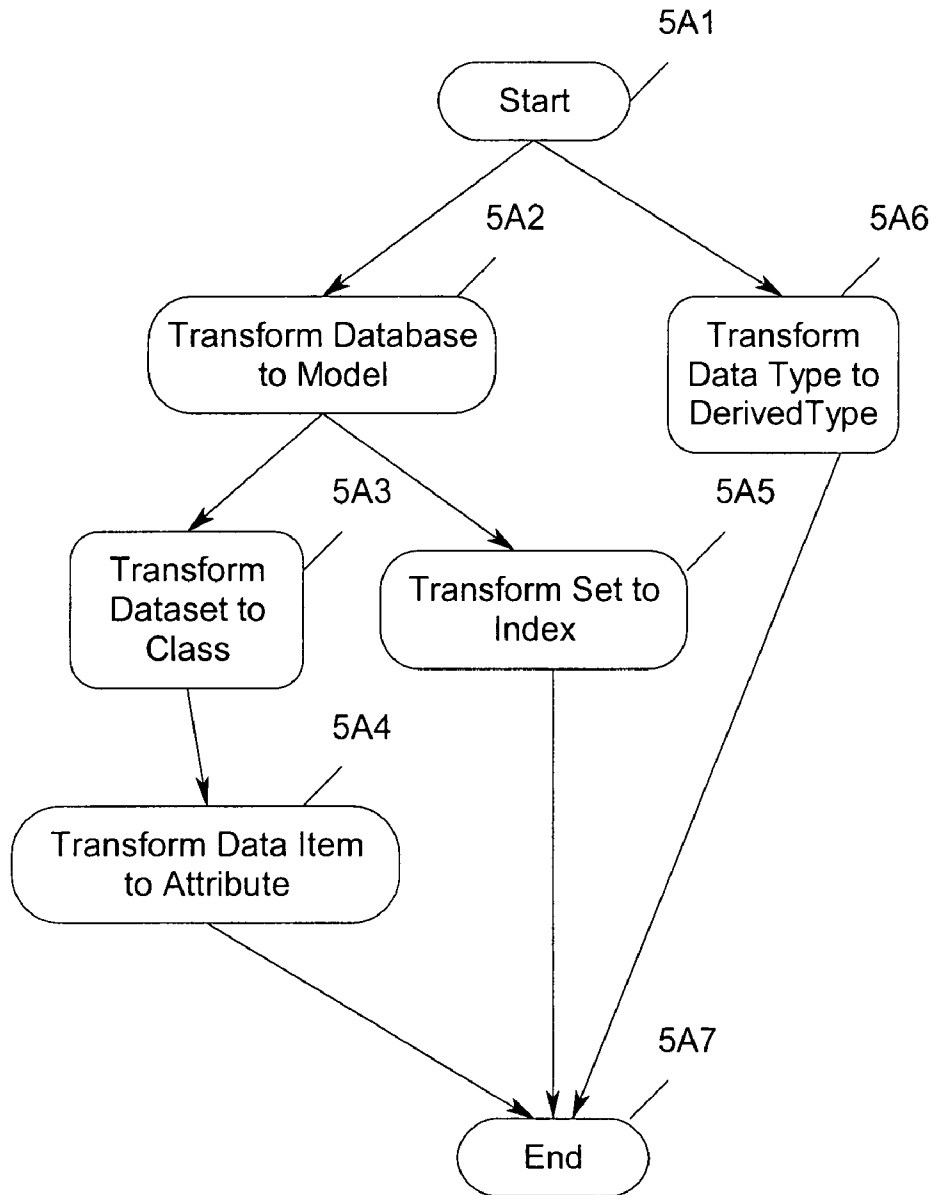 5A1
Start
5A2
5A6
Transform Database
to Model
Transform
Data Type to
DerivedType
5A3
5A5
Transform
Dataset to
Class
Transform Set to
Index
5A4
Transform Data Item
to Attribute
5A7
End